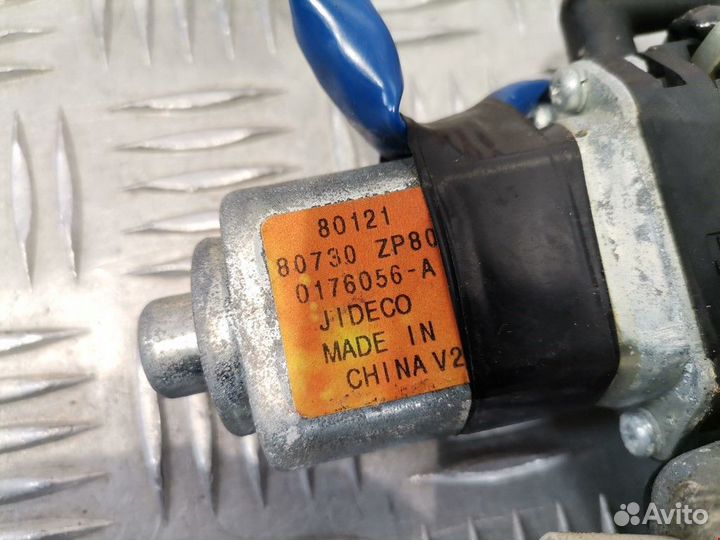 80121
80730 ZP80
0176056-A
JIDECO
MADE IN
CHINA V2
Avito